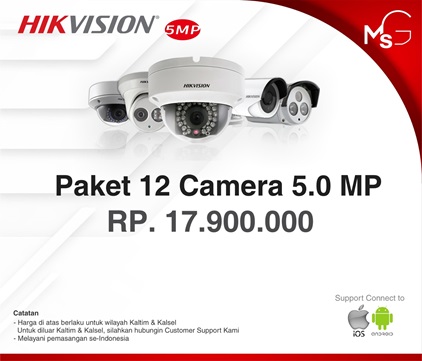 HIKVISION 5MP
MSG
HIKVISION
Paket 12 Camera 5.0 MP
RP. 17.900.000
Support Connect to
iOS ANDROID
Catatan
- Harga di atas berlaku untuk wilayah Kaltim & Kalsel
Untuk diluar Kaltim & Kalsel, silahkan hubungin Customer Support Kami
- Melayani pemasangan se-Indonesia